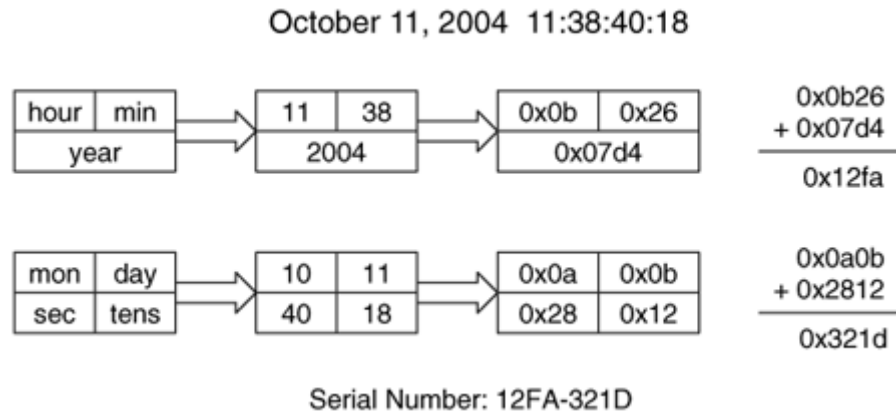 October 11, 2004 11:38:40:18
hour min
year
11 38
2004
0x0b 0x26
0x07d4
0x0b26
+ 0x07d4
0x12fa
mon day
sec tens
10 11
40 18
0x0a 0x0b
0x28 0x12
0x0a0b
+ 0x2812
0x321d
Serial Number: 12FA-321D